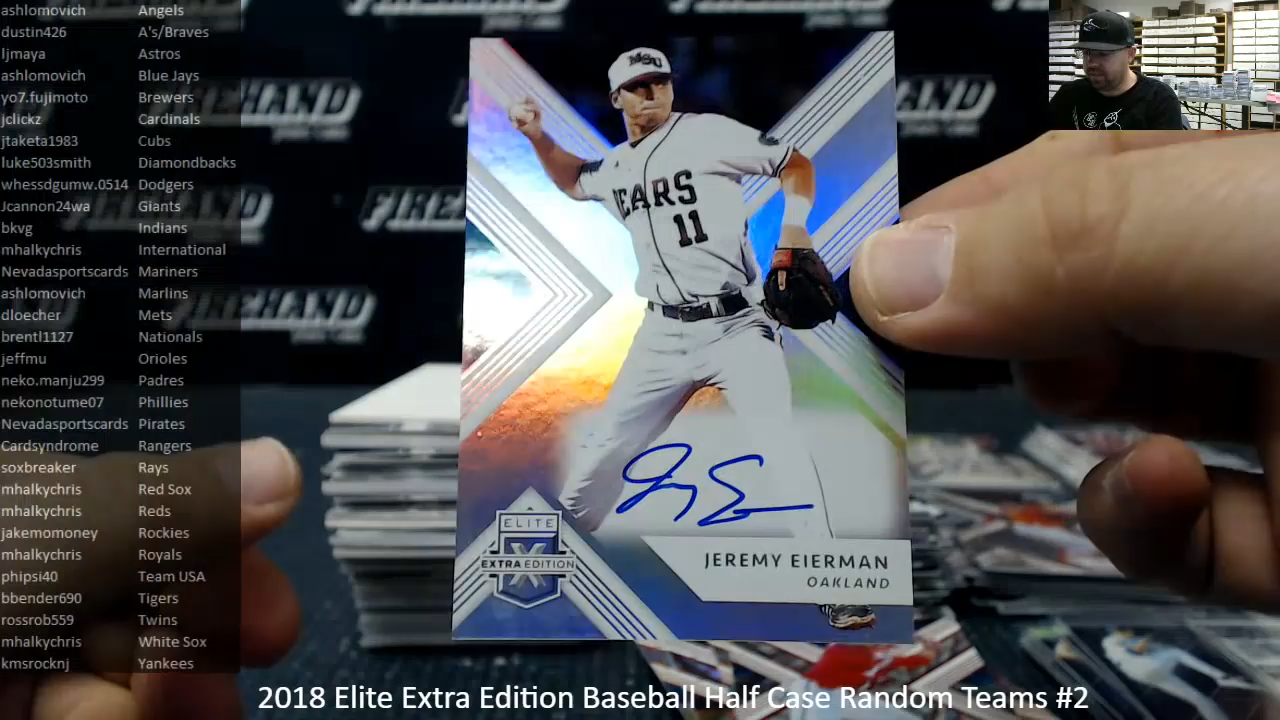 ashlomovich Angels
dustin426 A's/Braves
ljmaya Astros
ashlomovich Blue Jays
yo7.fujimoto Brewers
jclickz Cardinals
jtaketa1983 Cubs
luke503smith Diamondbacks
whessdgumw.0514 Dodgers
Jcannon24wa Giants
bkvg Indians
mhalkychris International
Nevadasportscards Mariners
ashlomovich Marlins
dloecher Mets
brentl1127 Nationals
jeffmu Orioles
neko.manju299 Padres
nekonotume07 Phillies
Nevadasportscards Pirates
Cardsyndrome Rangers
soxbreaker Rays
mhalkychris Red Sox
mhalkychris Reds
jakemomoney Rockies
mhalkychris Royals
phipsi40 Team USA
bbender690 Tigers
rossrob559 Twins
mhalkychris White Sox
kmsrocknj Yankees
FIREHAND
MSU
BEARS
11
ELITE
X
EXTRA EDITION
JEREMY EIERMAN
OAKLAND
2018 Elite Extra Edition Baseball Half Case Random Teams #2